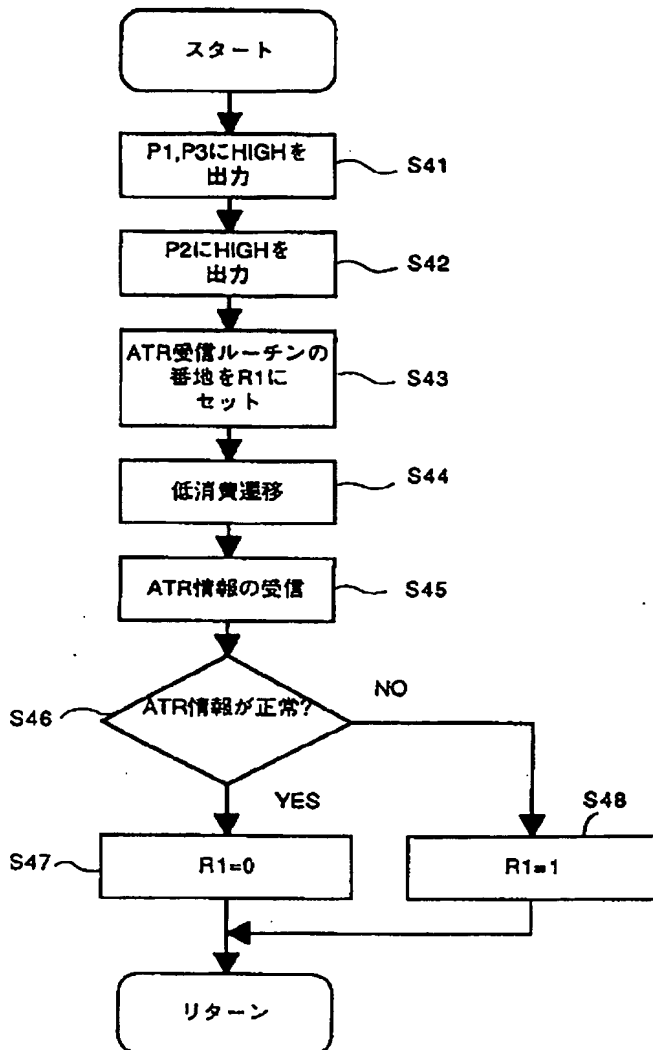 スタート
P1,P3にHIGHを
出力
S41
P2にHIGHを
出力
S42
ATR受信ルーチンの
番地をR1に
セット
S43
低消費遷移
S44
ATR情報の受信
S45
S46
ATR情報が正常?
NO
YES
S47
R1=0
S48
R1=1
リターン